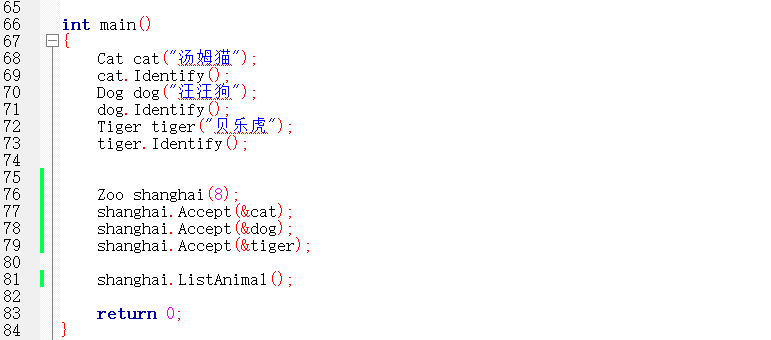 65
66 int main()
67 {
68 Cat cat("汤姆猫");
69 cat.Identify();
70 Dog dog("汪汪狗");
71 dog.Identify();
72 Tiger tiger("贝乐虎");
73 tiger.Identify();
74
75
76 Zoo shanghai(8);
77 shanghai.Accept(&cat);
78 shanghai.Accept(&dog);
79 shanghai.Accept(&tiger);
80
81 shanghai.ListAnimal();
82
83 return 0;
84 }